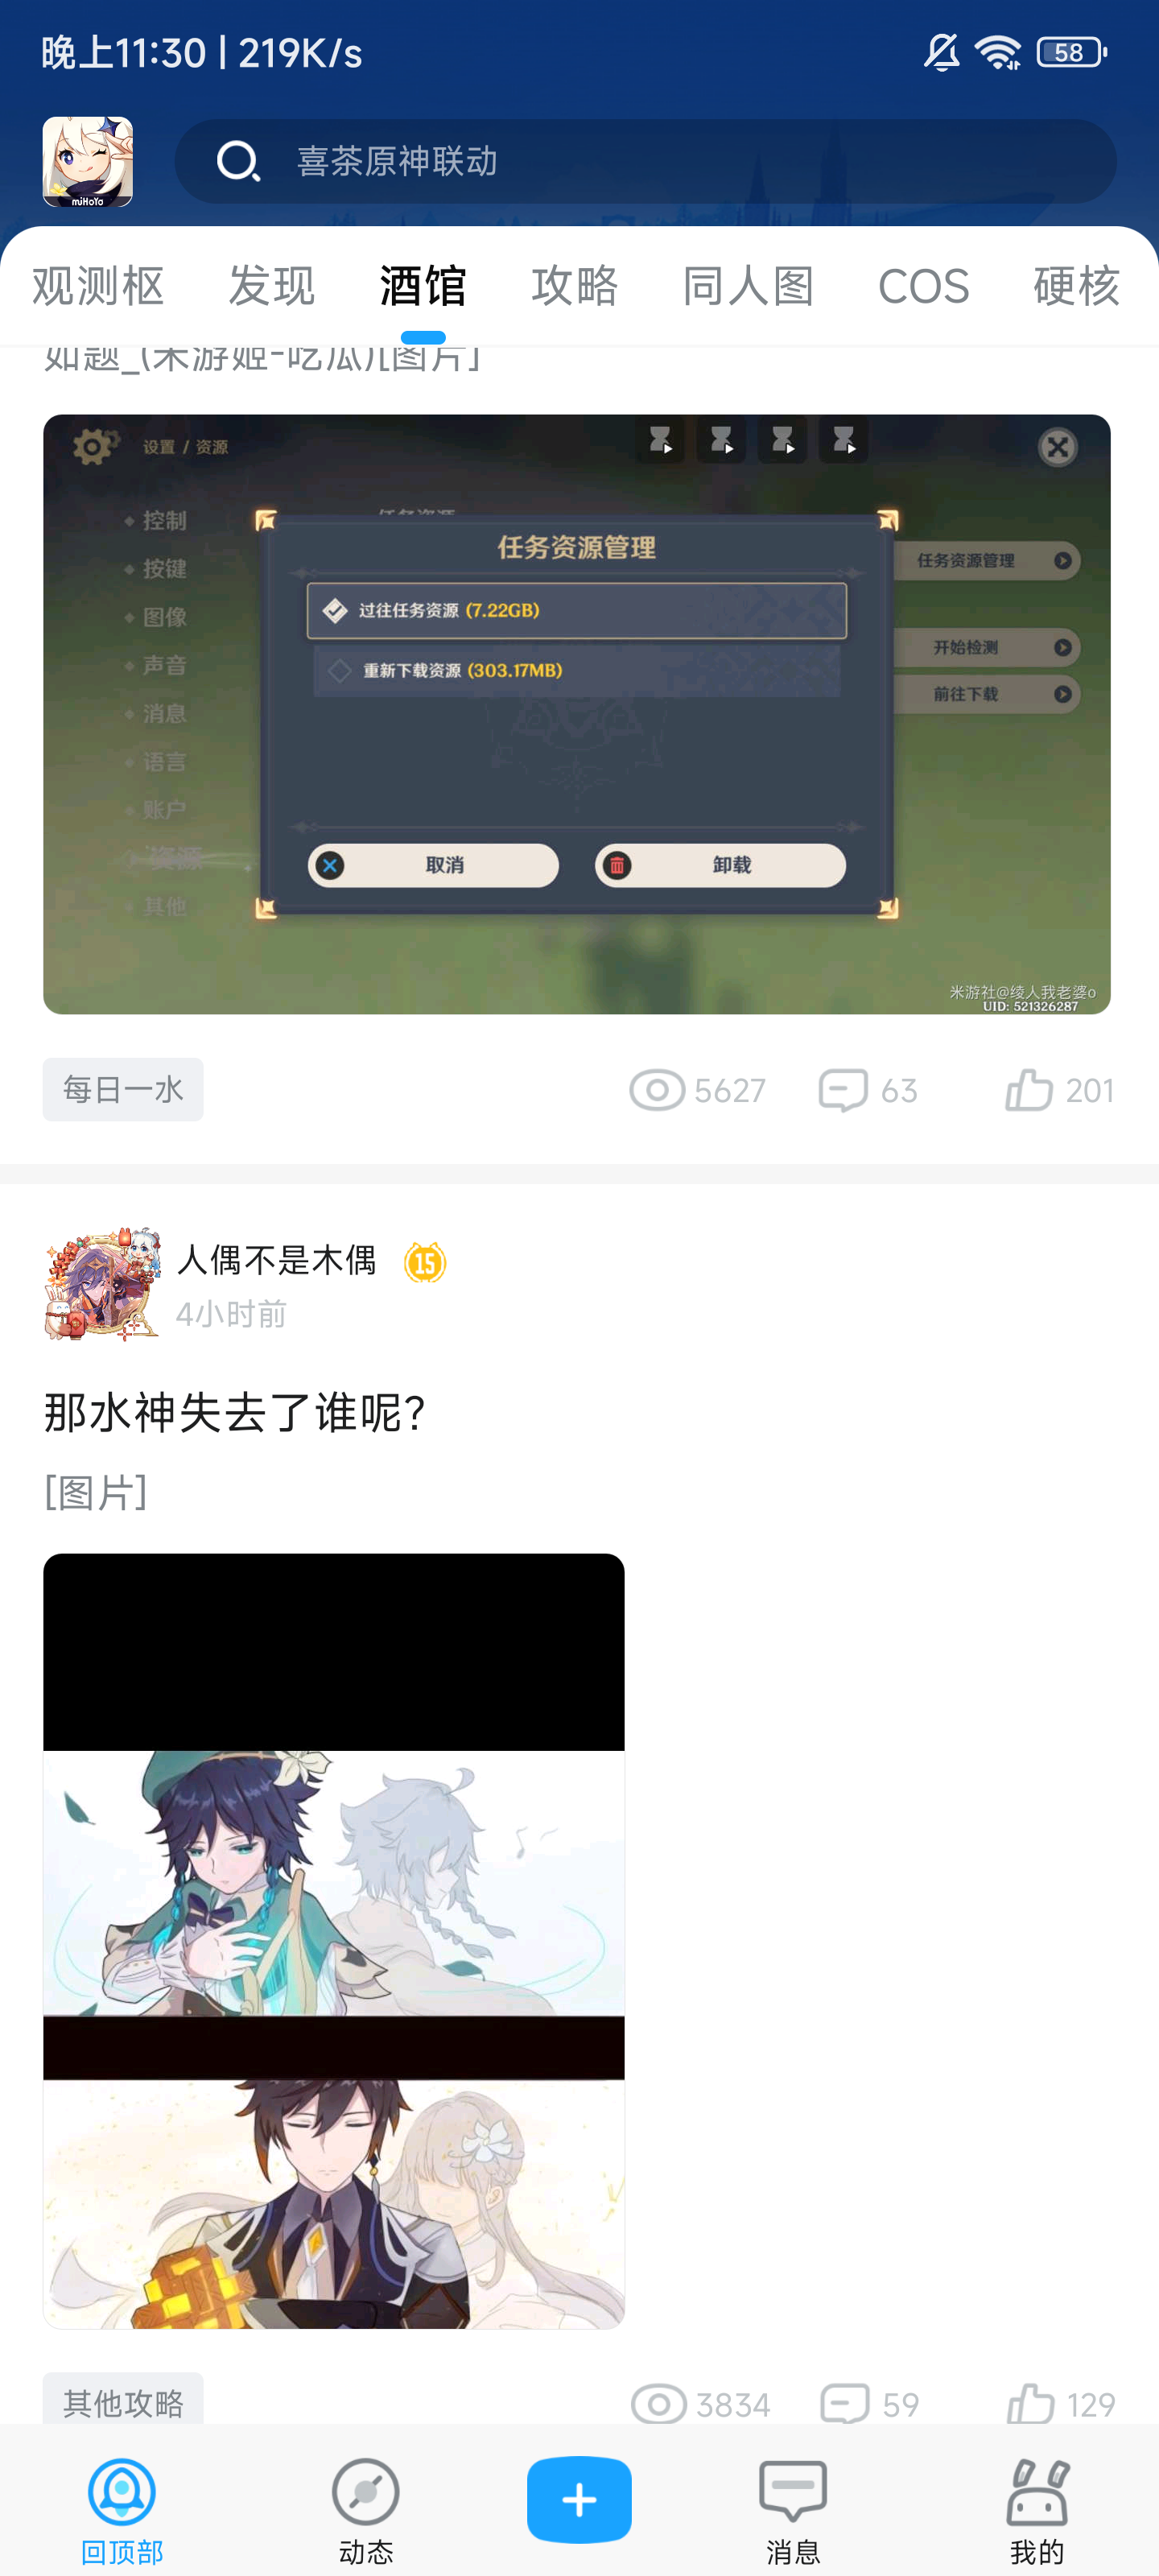 晚上11:30 | 219K/s
58
miHoYo
喜茶原神联动
观测枢 发现 酒馆 攻略 同人图 COS 硬核
如题_(米游姬-吃瓜)[图片]
设置 / 资源
控制
任务资源
按键
图像
声音
消息
语言
账户
资源
其他
任务资源管理
过往任务资源 (7.22GB)
重新下载资源 (303.17MB)
取消 卸载
任务资源管理
开始检测
前往下载
米游社@绫人我老婆o
UID: 521326287
每日一水 5627 63 201
人偶不是木偶 15
4小时前
那水神失去了谁呢?
[图片]
其他攻略 3834 59 129
回顶部 动态 消息 我的